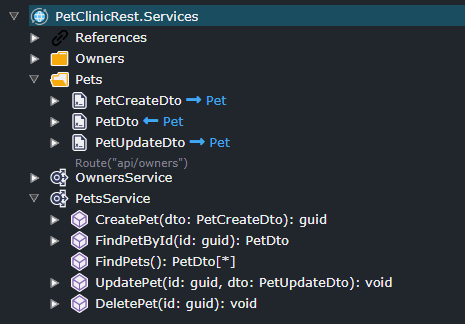 PetClinicRest.Services
References
Owners
Pets
PetCreateDto → Pet
PetDto ← Pet
PetUpdateDto → Pet
Route("api/owners")
OwnersService
PetsService
CreatePet(dto: PetCreateDto): guid
FindPetById(id: guid): PetDto
FindPets(): PetDto[*]
UpdatePet(id: guid, dto: PetUpdateDto): void
DeletePet(id: guid): void